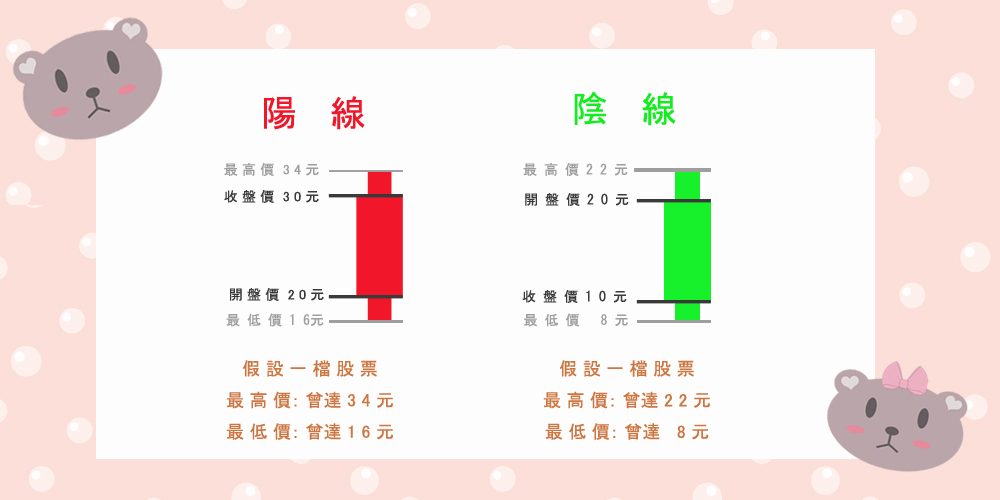 陽線
最高價34元
收盤價30元
開盤價20元
最低價16元
假設一檔股票
最高價:曾達34元
最低價:曾達16元
陰線
最高價22元
開盤價20元
收盤價10元
最低價 8元
假設一檔股票
最高價:曾達22元
最低價:曾達 8元